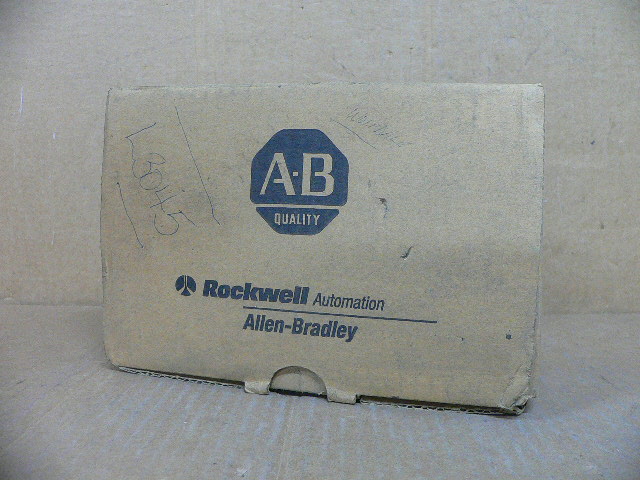 L3045
A-B
QUALITY
Rockwell Automation
Allen-Bradley